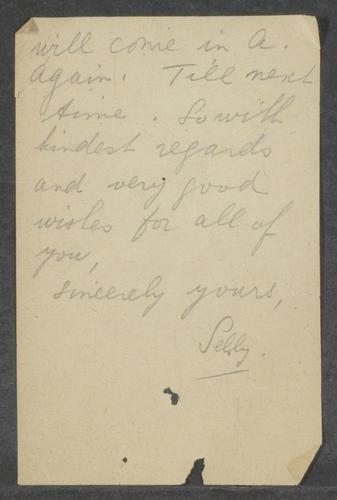 will come in A.
again. Till next
time. So with
kindest regards
and very good
wishes for all of
you,
sincerely yours,
Selby.